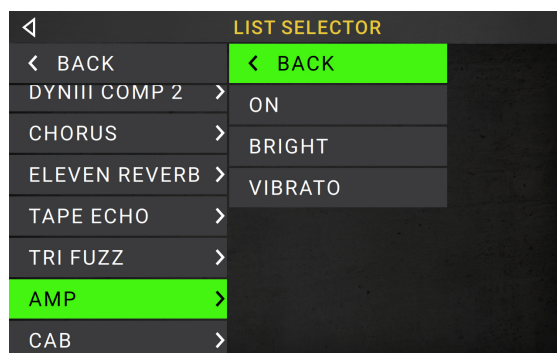 LIST SELECTOR
BACK
DYNIII COMP 2
CHORUS
ELEVEN REVERB
TAPE ECHO
TRI FUZZ
AMP
CAB
BACK
ON
BRIGHT
VIBRATO